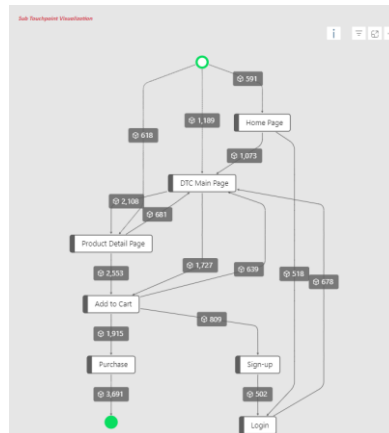 Sub Touchpoint Visualization
i
591
618
1,189
Home Page
1,073
DTC Main Page
2,108
681
Product Detail Page
2,553
1,727
639
518
678
Add to Cart
1,915
809
Purchase
Sign-up
3,691
502
Login